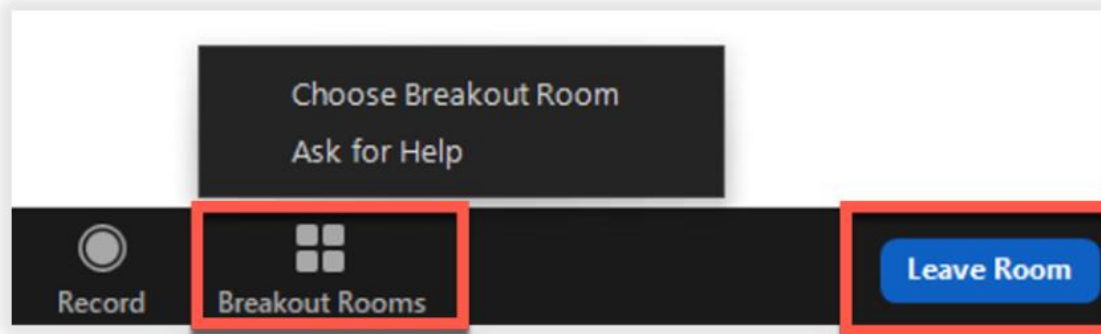 Choose Breakout Room
Ask for Help
Record
Breakout Rooms
Leave Room